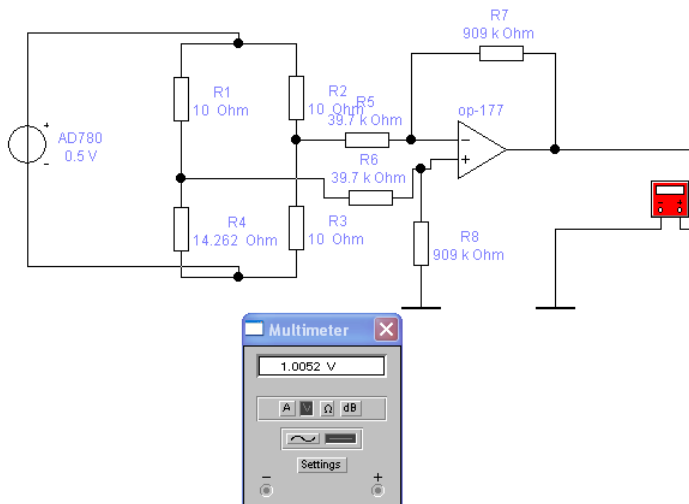 R7
909 k Ohm
R1
10 Ohm
R2
10 Ohm
R5
39.7 k Ohm
op-177
AD780
0.5 V
R6
39.7 k Ohm
R4
14.262 Ohm
R3
10 Ohm
R8
909 k Ohm
Multimeter
1.0052 V
A V Ω dB
Settings